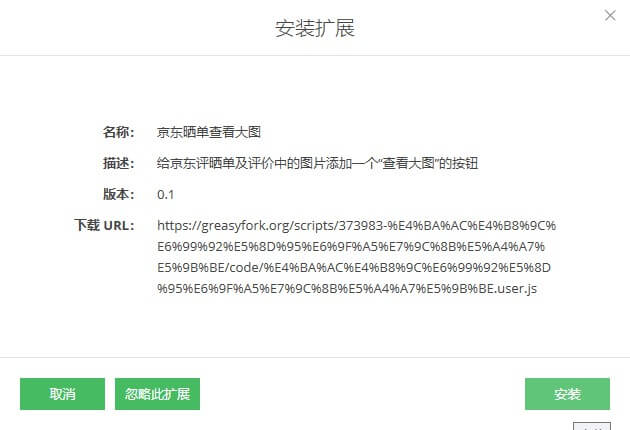 安装扩展
名称： 京东晒单查看大图
描述： 给京东评晒单及评价中的图片添加一个“查看大图”的按钮
版本： 0.1
下载 URL： https://greasyfork.org/scripts/373983-%E4%BA%AC%E4%B8%9C%
E6%99%92%E5%8D%95%E6%9F%A5%E7%9C%8B%E5%A4%A7%
E5%9B%BE/code/%E4%BA%AC%E4%B8%9C%E6%99%92%E5%8D
%95%E6%9F%A5%E7%9C%8B%E5%A4%A7%E5%9B%BE.user.js
取消 忽略此扩展 安装